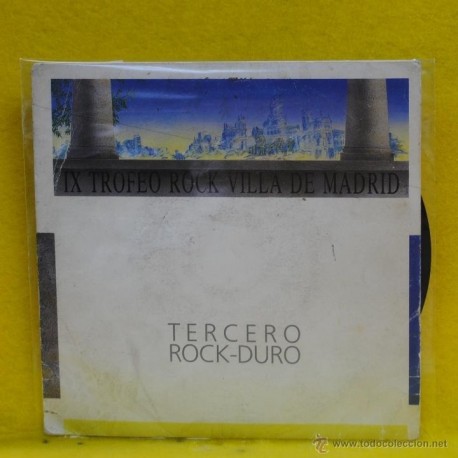 IX TROFEO ROCK VILLA DE MADRID
TERCERO
ROCK-DURO
www.todocoleccion.net